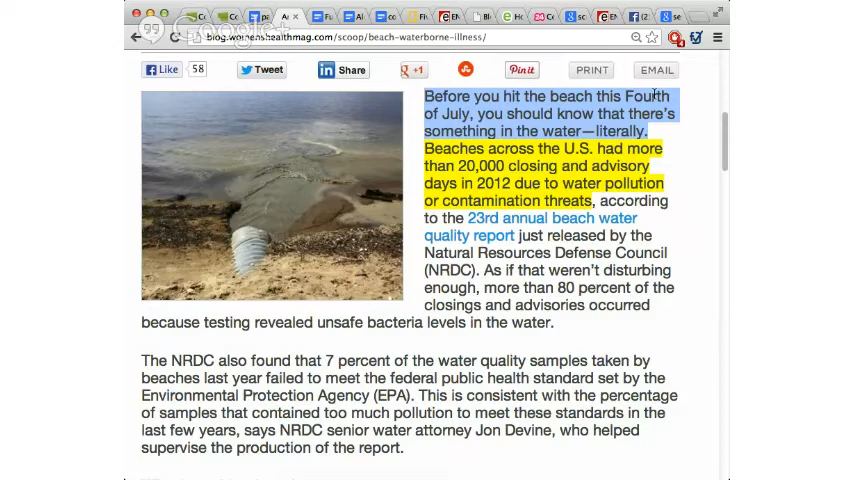 Google+
blog.womenshealthmag.com/scoop/beach-waterborne-illness/
Like 58 Tweet Share +1 Pinit PRINT EMAIL
Before you hit the beach this Fourth
of July, you should know that there's
something in the water—literally.
Beaches across the U.S. had more
than 20,000 closing and advisory
days in 2012 due to water pollution
or contamination threats, according
to the 23rd annual beach water
quality report just released by the
Natural Resources Defense Council
(NRDC). As if that weren't disturbing
enough, more than 80 percent of the
closings and advisories occurred
because testing revealed unsafe bacteria levels in the water.
The NRDC also found that 7 percent of the water quality samples taken by
beaches last year failed to meet the federal public health standard set by the
Environmental Protection Agency (EPA). This is consistent with the percentage
of samples that contained too much pollution to meet these standards in the
last few years, says NRDC senior water attorney Jon Devine, who helped
supervise the production of the report.